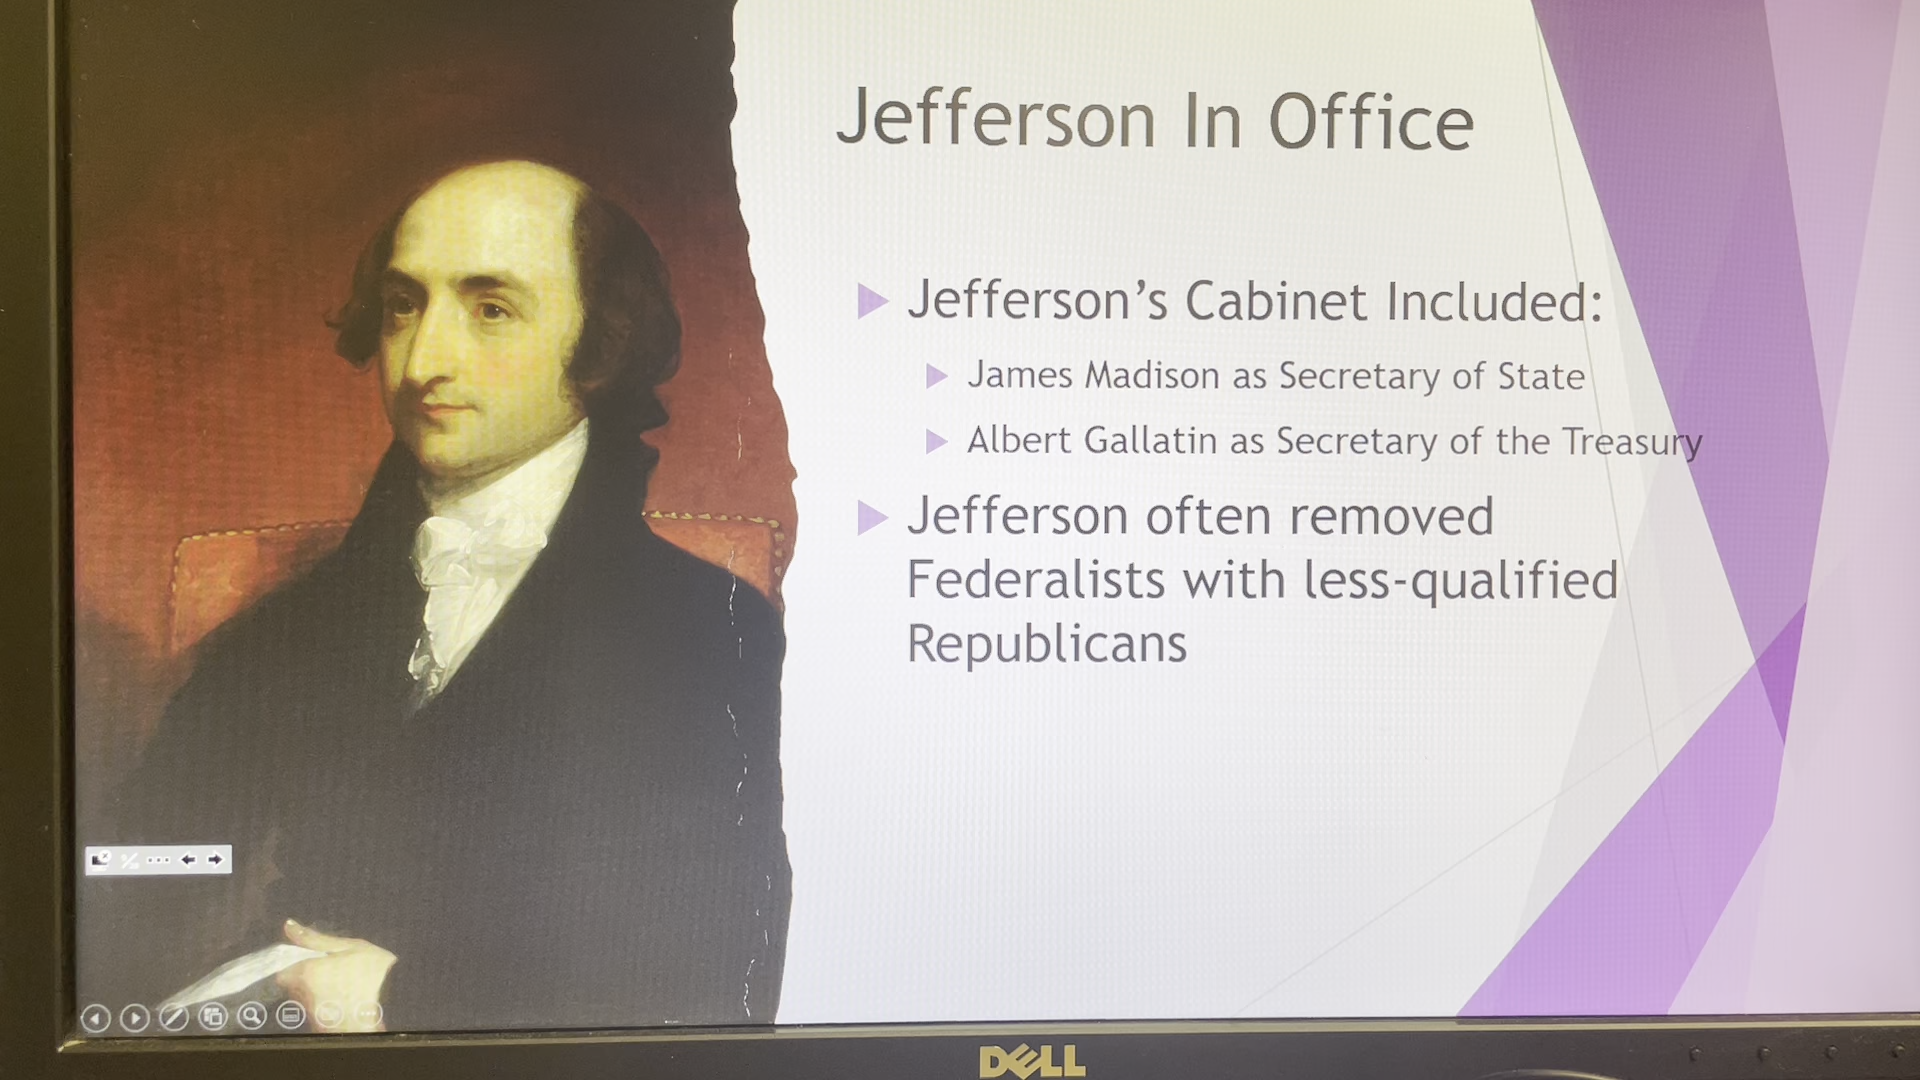 Jefferson In Office
Jefferson's Cabinet Included:
James Madison as Secretary of State
Albert Gallatin as Secretary of the Treasury
Jefferson often removed
Federalists with less-qualified
Republicans
DELL